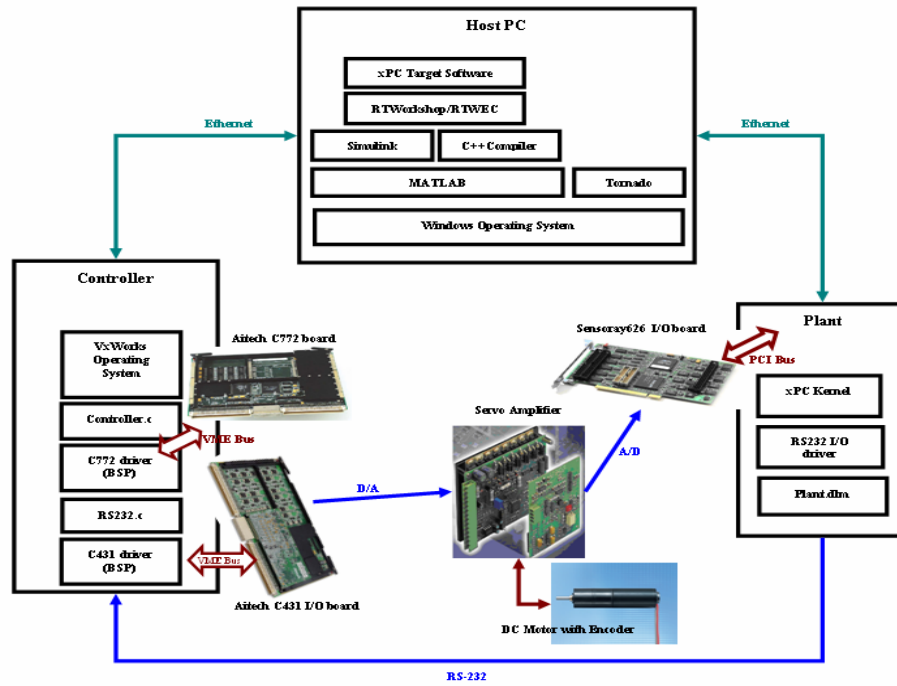 Host PC
xPC Target Software
RTWorkshop/RTWEC
Simulink
C++ Compiler
MATLAB
Tornado
Windows Operating System
Ethernet
Ethernet
Controller
VxWorks
Operating
System
Controller.c
C772 driver
(BSP)
RS232.c
C431 driver
(BSP)
Aitech C772 board
VME Bus
VME Bus
Aitech C431 I/O board
D/A
Servo Amplifier
A/D
Sensoray626 I/O board
PCI Bus
DC Motor with Encoder
Plant
xPC Kernel
RS232 I/O
driver
Plant.dlm
RS-232